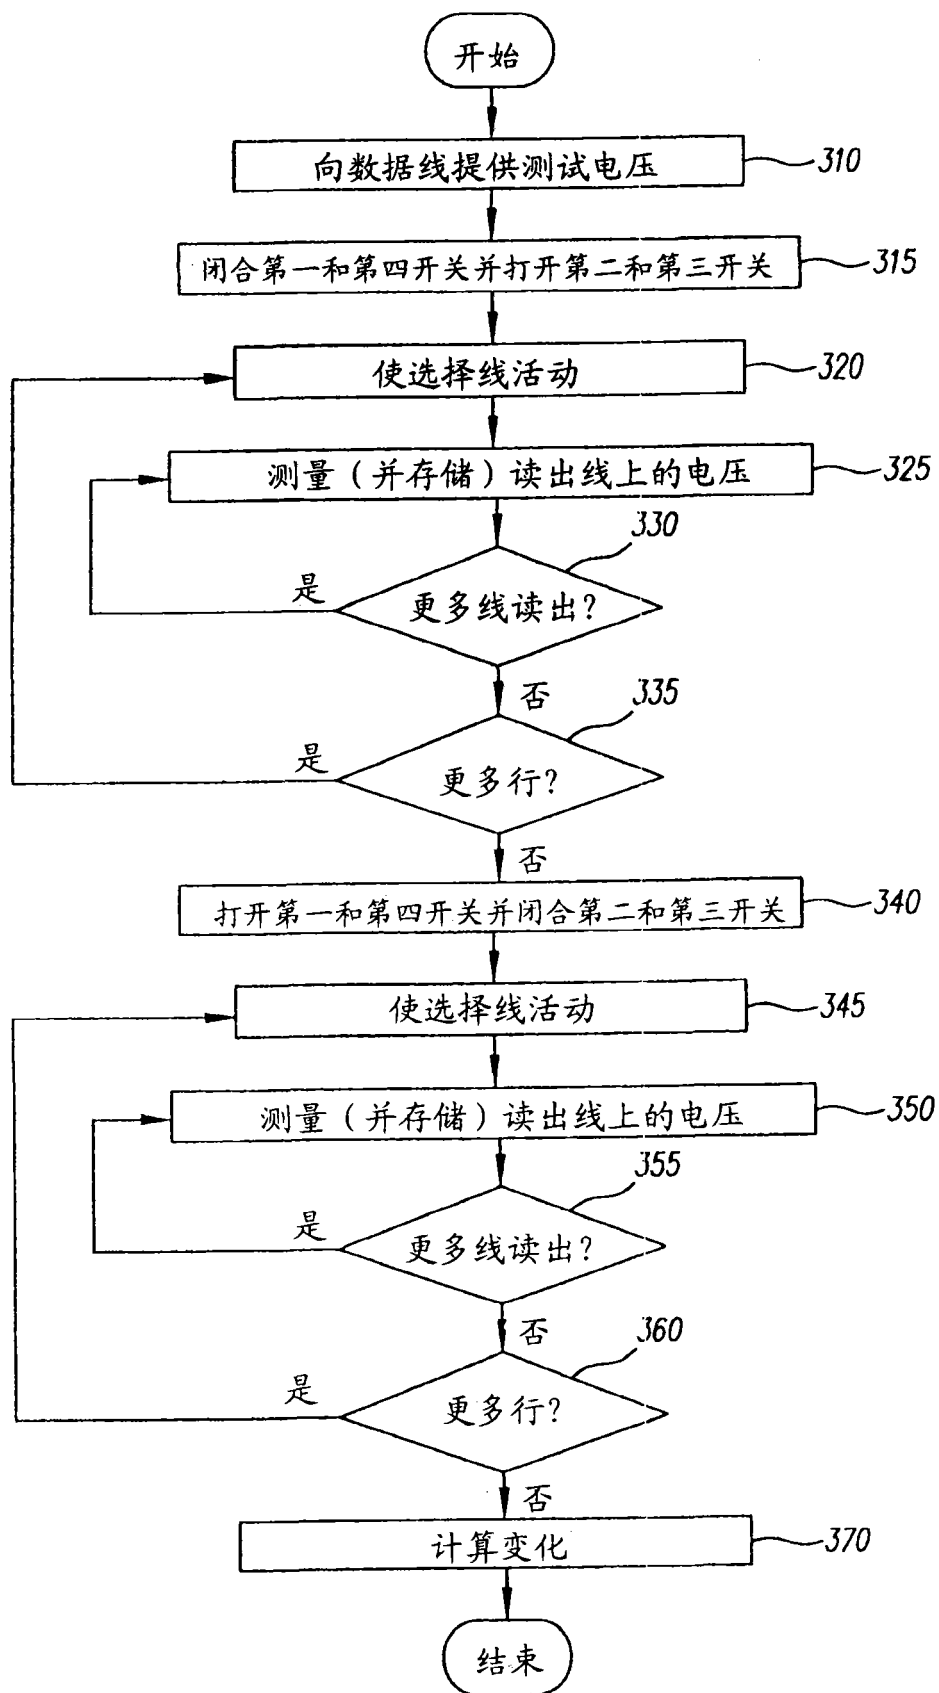 开始
向数据线提供测试电压
310
闭合第一和第四开关并打开第二和第三开关
315
使选择线活动
320
测量(并存储)读出线上的电压
325
330
是
更多线读出?
否
335
是
更多行?
否
打开第一和第四开关并闭合第二和第三开关
340
使选择线活动
345
测量(并存储)读出线上的电压
350
355
是
更多线读出?
否
360
是
更多行?
否
计算变化
370
结束